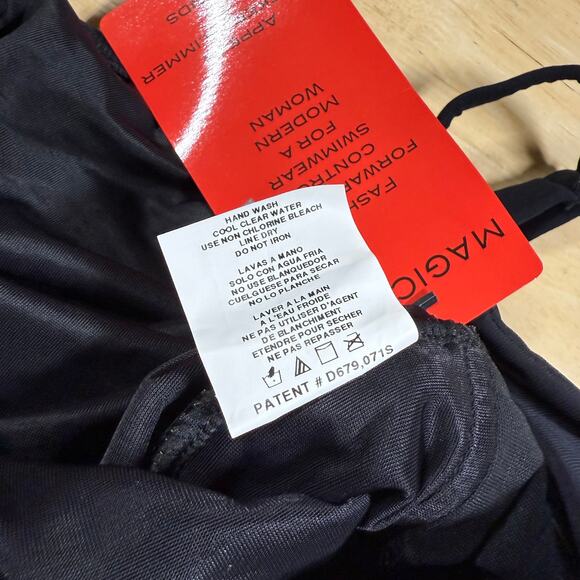 HAND WASH
COOL CLEAR WATER
USE NON CHLORINE BLEACH
LINE DRY
DO NOT IRON
LAVAS A MANO
SOLO CON AGUA FRIA
NO USE BLANQUEDOR
CUELGUESE PARA SECAR
NO LO PLANCHE
LAVER A LA MAIN
A L'EAU FROIDE
NE PAS UTILISER D'AGENT
DE BLANCHIMENT
ETENDRE POUR SECHER
NE PAS REPASSER
PATENT # D679,071S
MAGIC
FASH
FORWAR
CONTRO
SWIMWEAR
FOR A
MODERN
WOMAN